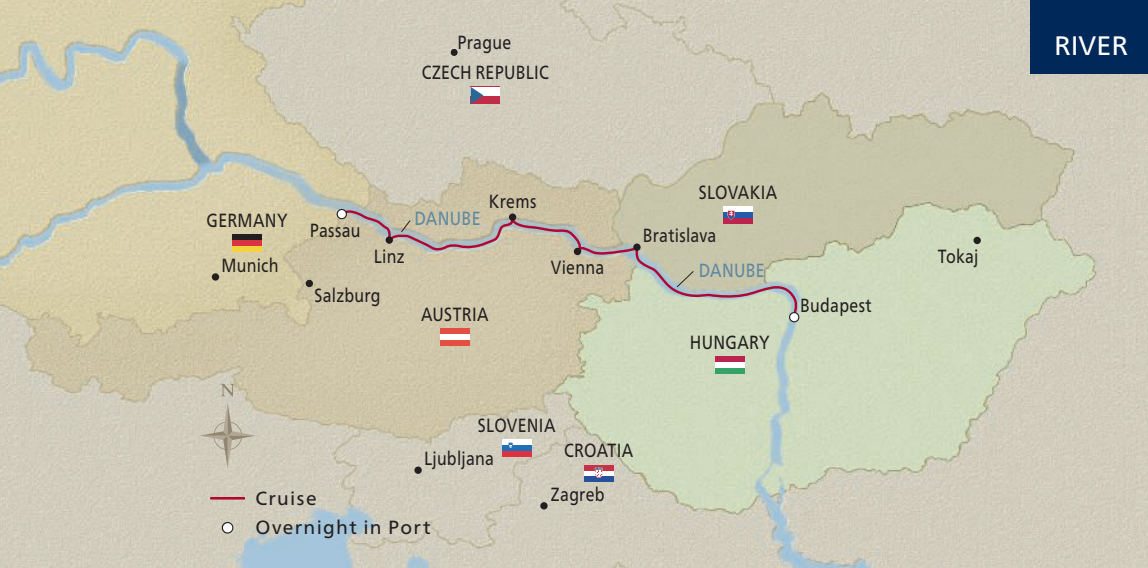 RIVER
Prague
CZECH REPUBLIC
SLOVAKIA
Krems
GERMANY
DANUBE
Passau
Bratislava
Linz
Vienna
Tokaj
Munich
DANUBE
Salzburg
Budapest
AUSTRIA
HUNGARY
N
SLOVENIA
CROATIA
Ljubljana
Zagreb
Cruise
Overnight in Port